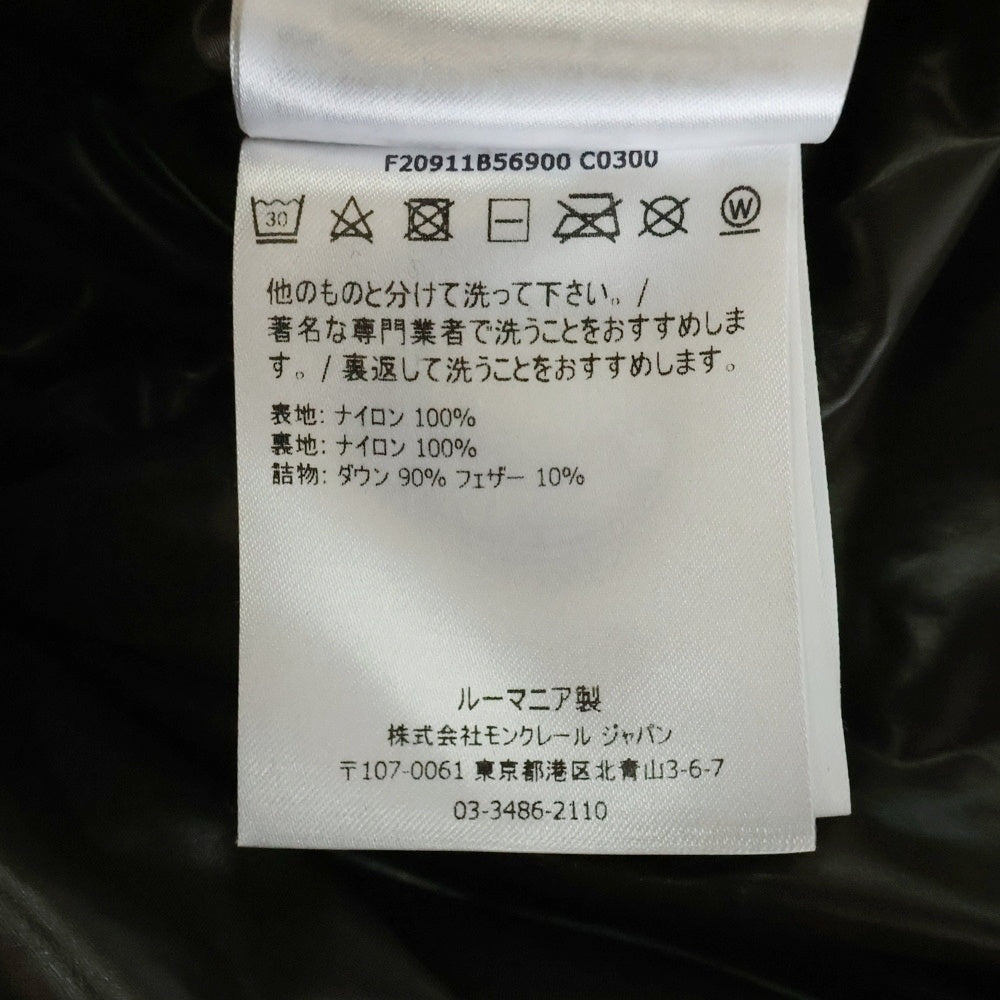 F20911B56900 C0300
30
W
他のものと分けて洗って下さい。/
著名な専門業者で洗うことをおすすめしま
す。/ 裏返して洗うことをおすすめします。
表地: ナイロン 100%
裏地: ナイロン 100%
詰物: ダウン 90% フェザー 10%
ルーマニア製
株式会社モンクレール ジャパン
〒107-0061 東京都港区北青山3-6-7
03-3486-2110